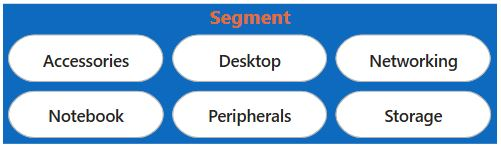 Segment
Accessories Desktop Networking
Notebook Peripherals Storage